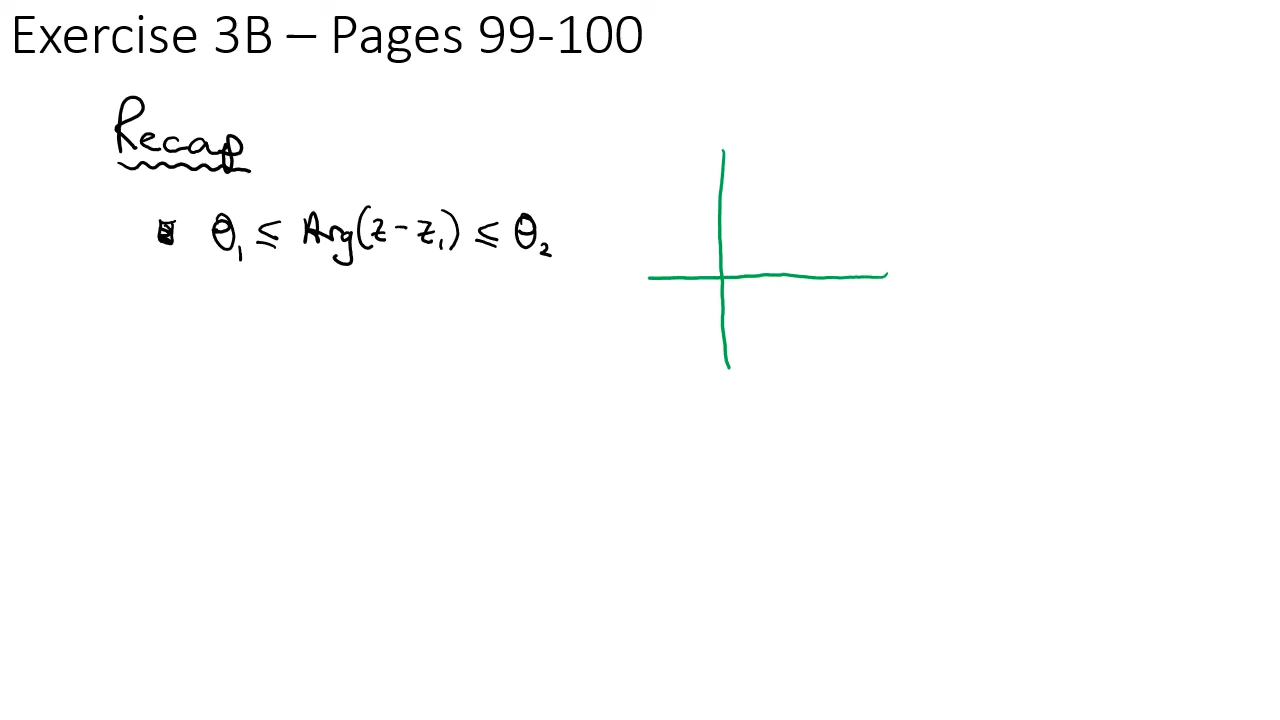 Exercise 3B – Pages 99-100
Recap
θ₁ ≤ Arg(z - z₁) ≤ θ₂